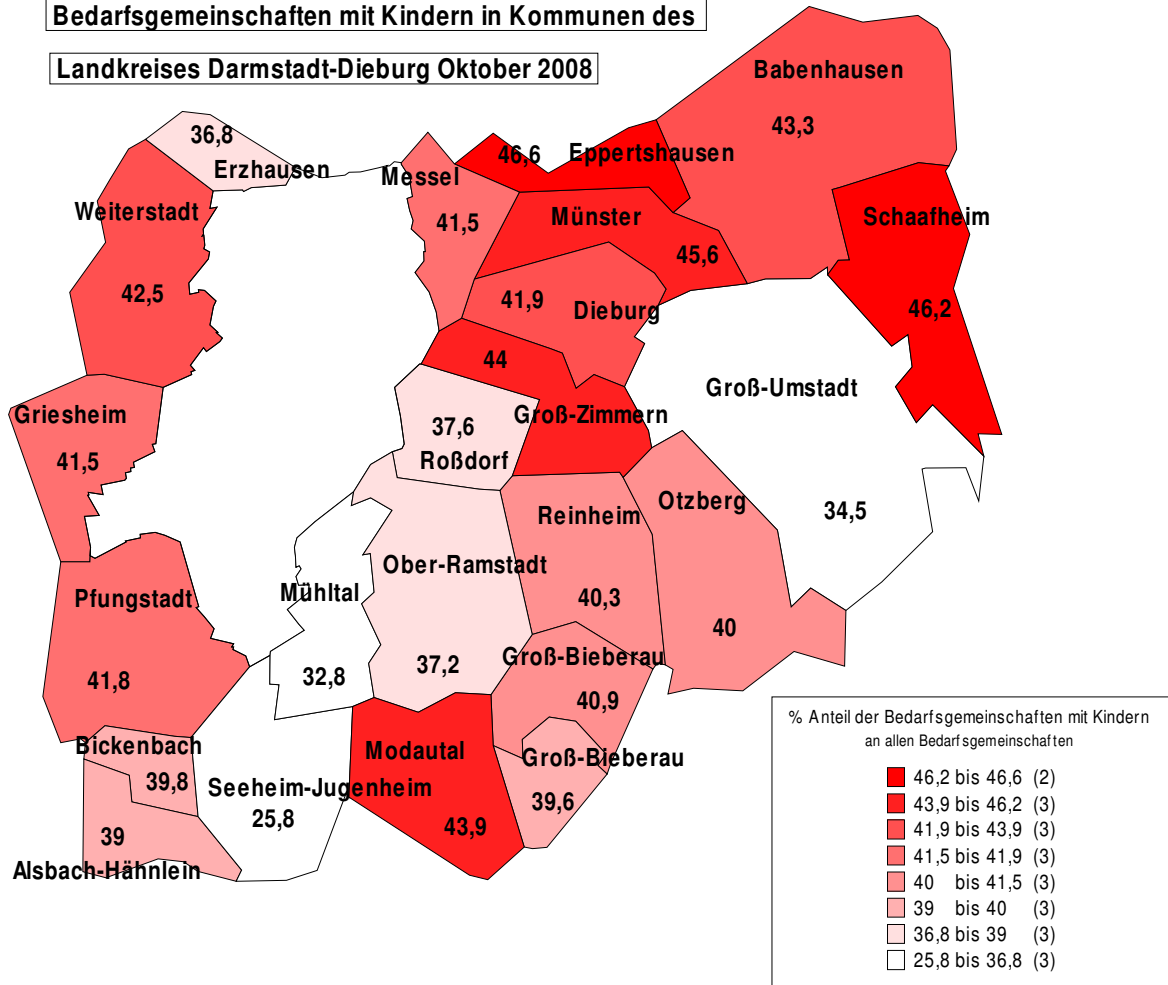 Bedarfsgemeinschaften mit Kindern in Kommunen des
Landkreises Darmstadt-Dieburg Oktober 2008
Babenhausen
43,3
36,8
Erzhausen
46,6
Eppertshausen
Messel
41,5
Weiterstadt
42,5
Münster
45,6
Schaafheim
46,2
41,9
Dieburg
44
Groß-Zimmern
Groß-Umstadt
34,5
Griesheim
41,5
37,6
Roßdorf
Reinheim
40,3
Otzberg
40
Ober-Ramstadt
37,2
Mühltal
32,8
Pfungstadt
41,8
Groß-Bieberau
40,9
Bickenbach
39,8
Modautal
43,9
Groß-Bieberau
39,6
Seeheim-Jugenheim
25,8
39
Alsbach-Hähnlein
% Anteil der Bedarfsgemeinschaften mit Kindern
an allen Bedarfsgemeinschaften
46,2 bis 46,6 (2)
43,9 bis 46,2 (3)
41,9 bis 43,9 (3)
41,5 bis 41,9 (3)
40 bis 41,5 (3)
39 bis 40 (3)
36,8 bis 39 (3)
25,8 bis 36,8 (3)